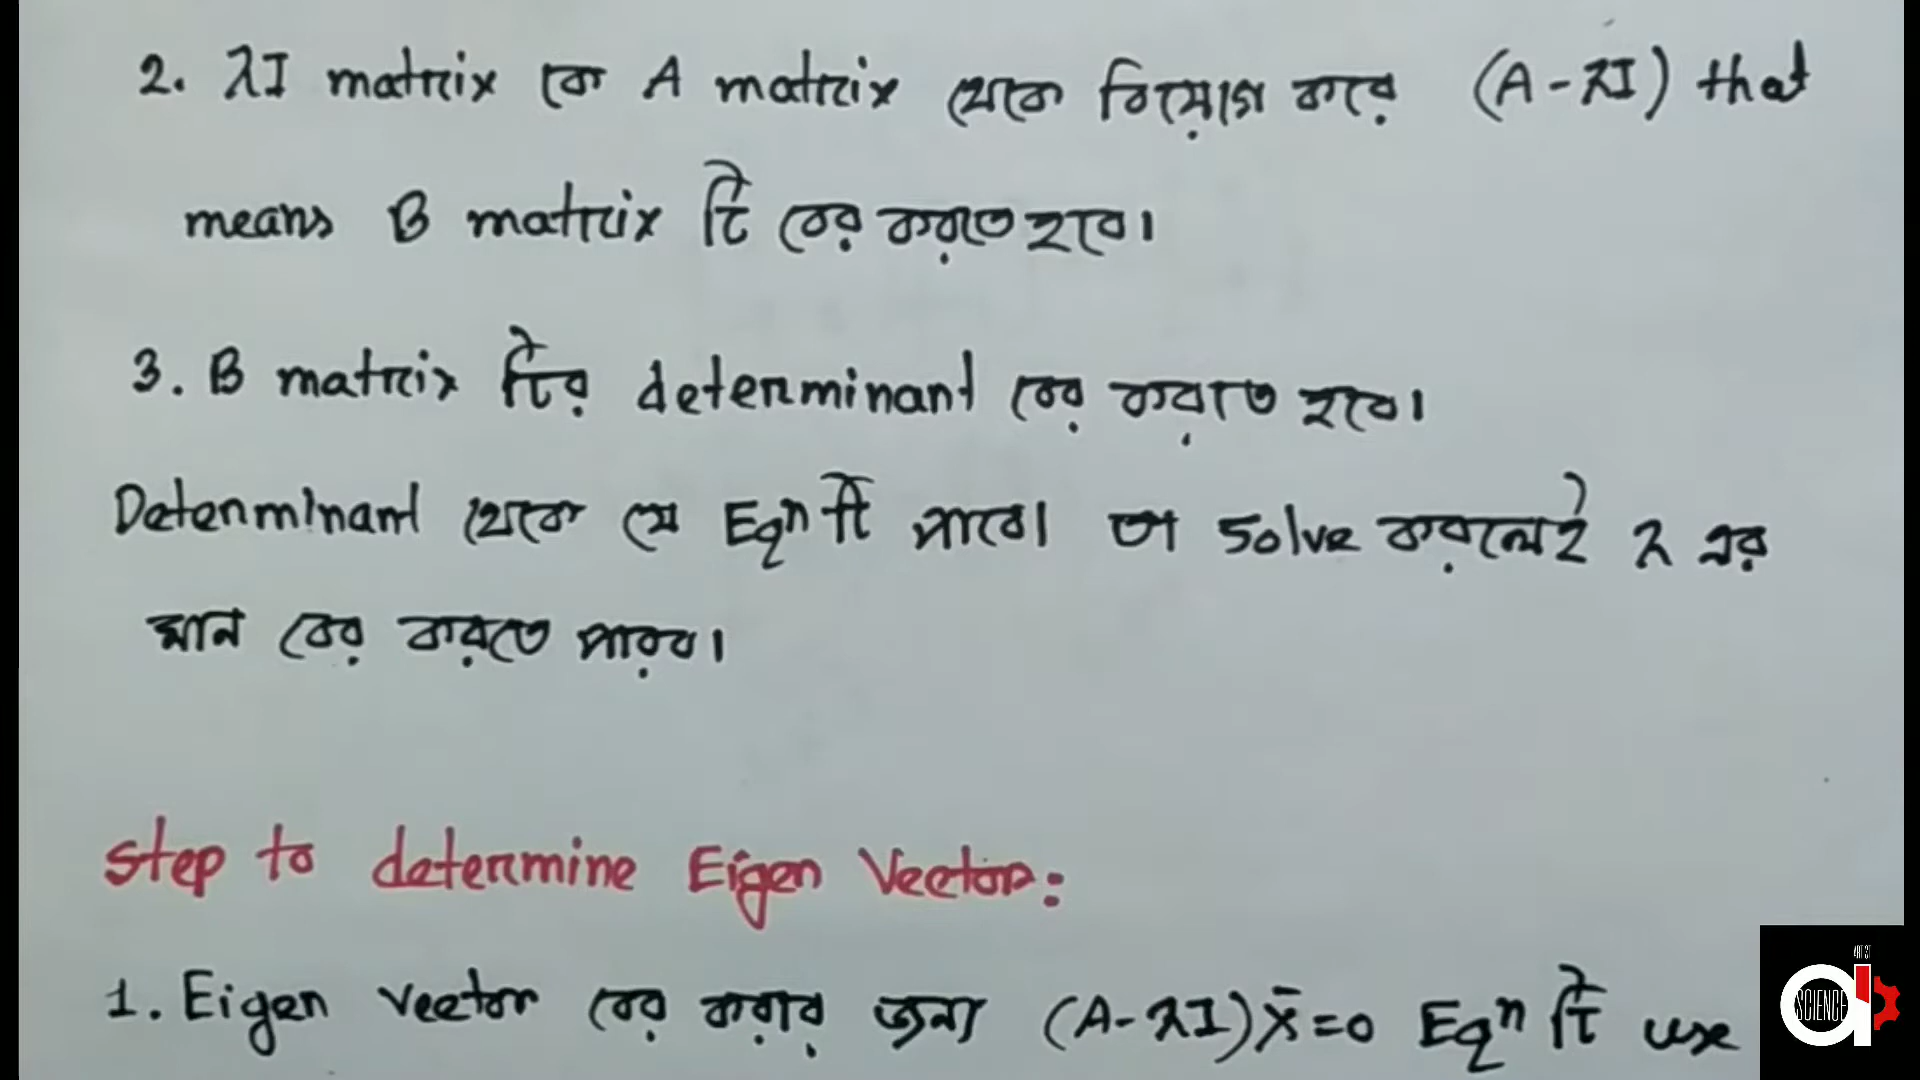 2. λI matrix কে A matrix থেকে বিয়োগ করে (A-λI) that
means B matrix টি বের করতে হবে।
3. B matrix টির determinant বের করতে হবে।
Determinant থেকে যে Eqⁿ টি পাবো। তা solve করলেই λ এর
মান বের করতে পারব।
Step to determine Eigen Vector:
1. Eigen vector বের করার জন্য (A-λI)x̄=0 Eqⁿ টি use
SCIENCE